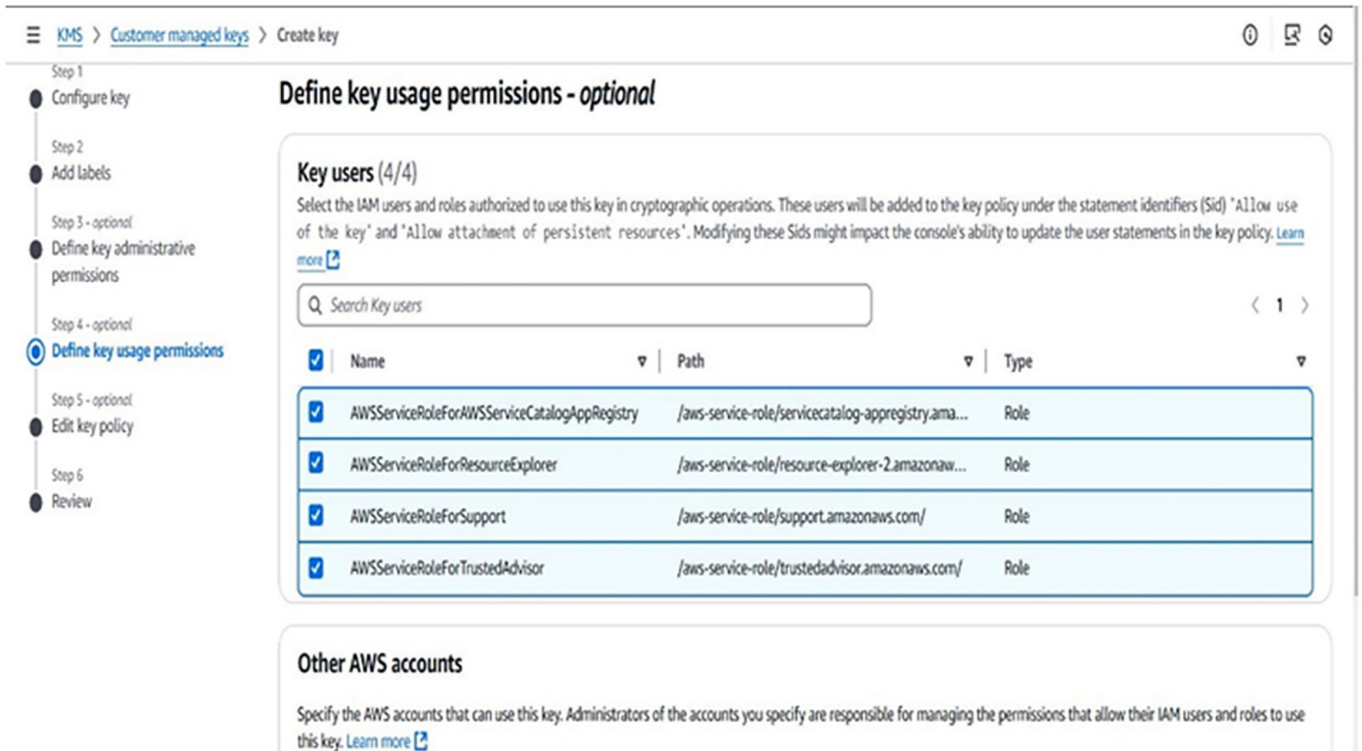 KMS > Customer managed keys > Create key
Step 1
Configure key
Step 2
Add labels
Step 3 - optional
Define key administrative
permissions
Step 4 - optional
Define key usage permissions
Step 5 - optional
Edit key policy
Step 6
Review
Define key usage permissions - optional
Key users (4/4)
Select the IAM users and roles authorized to use this key in cryptographic operations. These users will be added to the key policy under the statement identifiers (Sid) "Allow use
of the key" and "Allow attachment of persistent resources". Modifying these Sids might impact the console's ability to update the user statements in the key policy. Learn
more
Search Key users
1
Name Path Type
AWSServiceRoleForAWSServiceCatalogAppRegistry /aws-service-role/servicecatalog-appregistry.ama... Role
AWSServiceRoleForResourceExplorer /aws-service-role/resource-explorer-2.amazonaw... Role
AWSServiceRoleForSupport /aws-service-role/support.amazonaws.com/ Role
AWSServiceRoleForTrustedAdvisor /aws-service-role/trustedadvisor.amazonaws.com/ Role
Other AWS accounts
Specify the AWS accounts that can use this key. Administrators of the accounts you specify are responsible for managing the permissions that allow their IAM users and roles to use
this key. Learn more